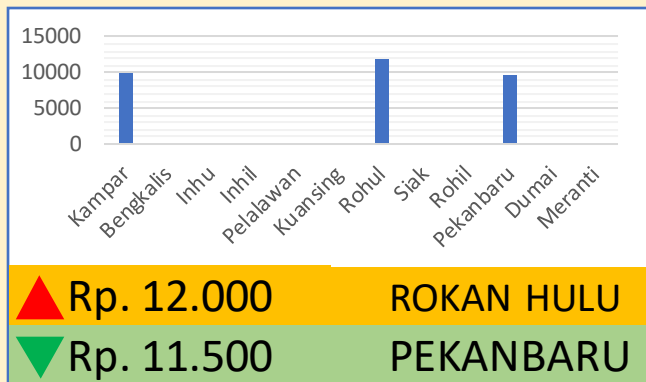 15000
10000
5000
0
Kampar
Bengkalis
Inhu
Inhil
Pelalawan
Kuansing
Rohul
Siak
Rohil
Pekanbaru
Dumai
Meranti
Rp. 12.000 ROKAN HULU
Rp. 11.500 PEKANBARU